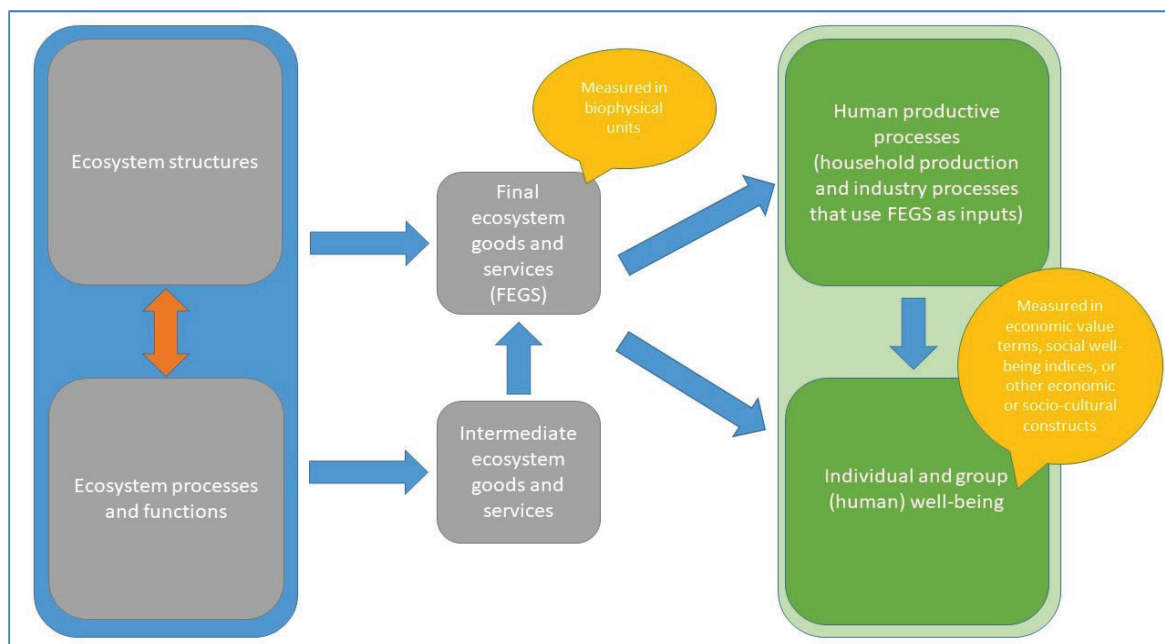 Ecosystem structures
Ecosystem processes
and functions
Measured in
biophysical
units
Final
ecosystem
goods and
services
(FEGS)
Intermediate
ecosystem
goods and
services
Human productive
processes
(household production
and industry processes
that use FEGS as inputs)
Measured in
economic value
terms, social well-
being indices, or
other economic
or socio-cultural
constructs
Individual and group
(human) well-being